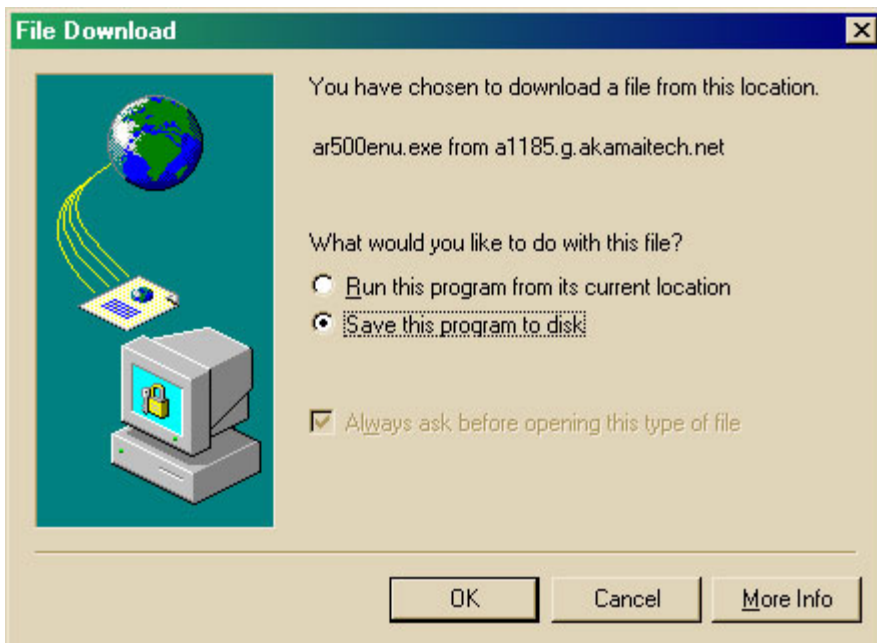 File Download
You have chosen to download a file from this location.
ar500enu.exe from a1185.g.akamaitech.net
What would you like to do with this file?
Run this program from its current location
Save this program to disk
Always ask before opening this type of file
OK
Cancel
More Info